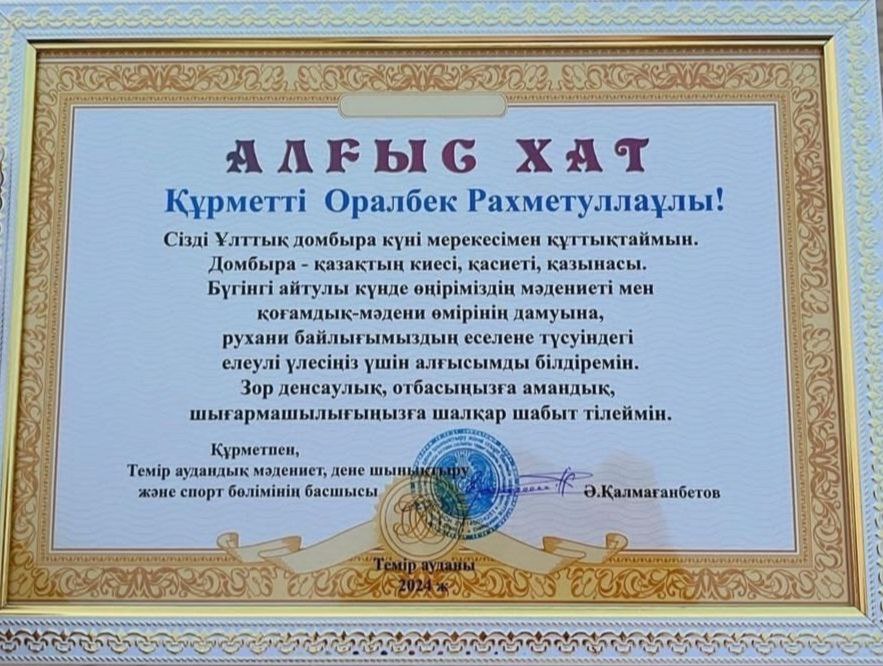 АЛҒЫС ХАТ
Құрметті Оралбек Рахметуллаұлы!
Сізді Ұлттық домбыра күні мерекесімен құттықтаймын.
Домбыра - қазақтың киесі, қасиеті, қазынасы.
Бүгінгі айтулы күнде өңіріміздің мәдениеті мен
қоғамдық-мәдени өмірінің дамуына,
рухани байлығымыздың еселене түсуіндегі
елеулі үлесіңіз үшін алғысымды білдіремін.
Зор денсаулық, отбасыңызға амандық,
шығармашылығыңызға шалқар шабыт тілеймін.
Құрметпен,
Темір аудандық мәдениет, дене шынықтыру
және спорт бөлімінің басшысы Ә.Қалмағанбетов
Темір ауданы
2024 ж